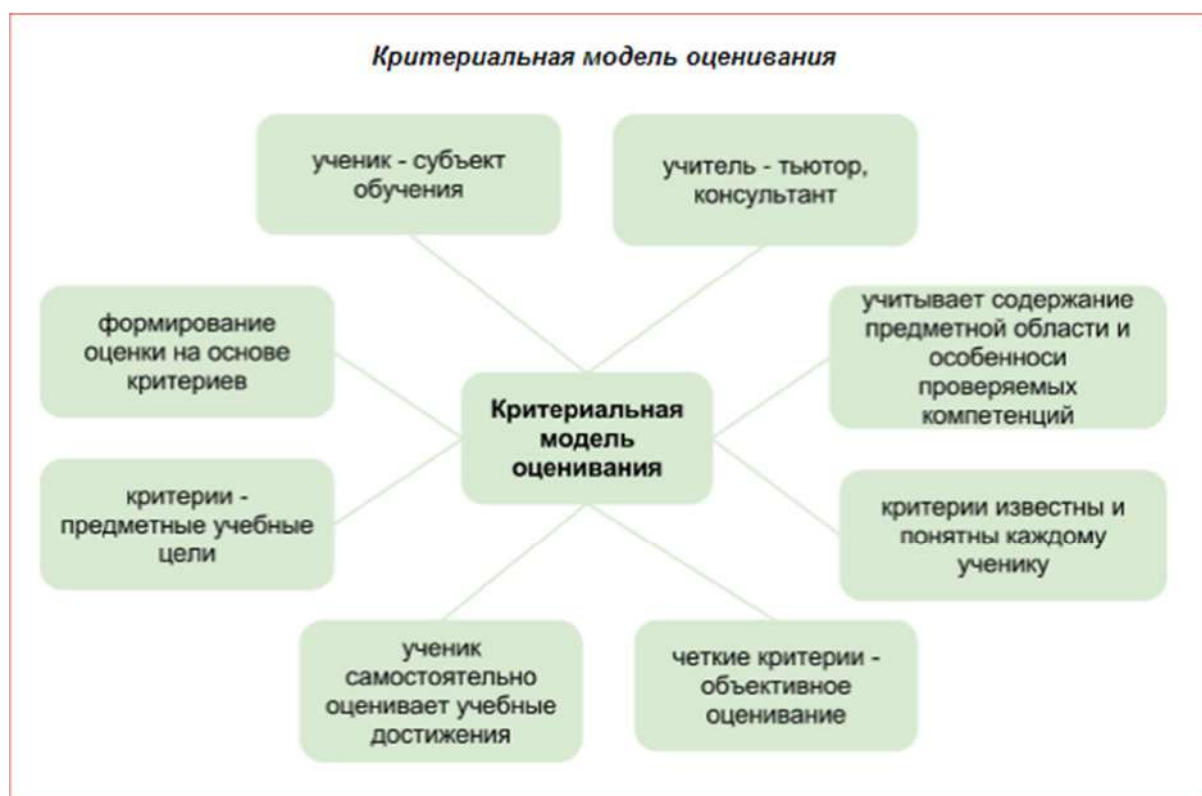 Критериальная модель оценивания
ученик - субъект
обучения
учитель - тьютор,
консультант
формирование
оценки на основе
критериев
учитывает содержание
предметной области и
особенноси
проверяемых
компетенций
Критериальная
модель
оценивания
критерии -
предметные учебные
цели
критерии известны и
понятны каждому
ученику
ученик
самостоятельно
оценивает учебные
достижения
четкие критерии -
объективное
оценивание